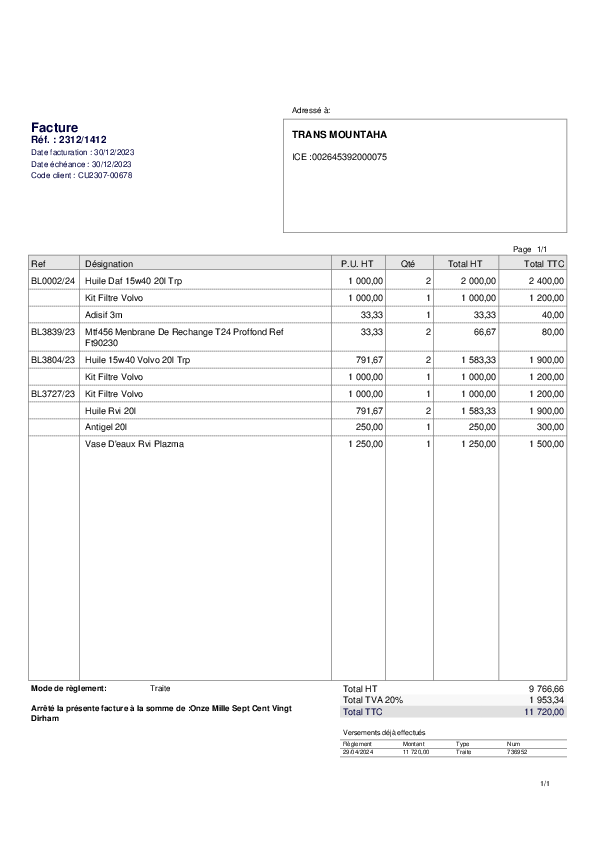 Adressé à:
Facture
Réf. : 2312/1412
Date facturation : 30/12/2023
Date échéance : 30/12/2023
Code client : CU2307-00678
TRANS MOUNTAHA
ICE :002645392000075
Page 1/1
Ref Désignation P.U. HT Qté Total HT Total TTC
BL0002/24 Huile Daf 15w40 20l Trp 1 000,00 2 2 000,00 2 400,00
Kit Filtre Volvo 1 000,00 1 1 000,00 1 200,00
Adisif 3m 33,33 1 33,33 40,00
BL3839/23 Mtf456 Menbrane De Rechange T24 Proffond Ref 33,33 2 66,67 80,00
Ft90230
BL3804/23 Huile 15w40 Volvo 20l Trp 791,67 2 1 583,33 1 900,00
Kit Filtre Volvo 1 000,00 1 1 000,00 1 200,00
BL3727/23 Kit Filtre Volvo 1 000,00 1 1 000,00 1 200,00
Huile Rvi 20l 791,67 2 1 583,33 1 900,00
Antigel 20l 250,00 1 250,00 300,00
Vase D'eaux Rvi Plazma 1 250,00 1 1 250,00 1 500,00
Mode de règlement: Traite
Total HT 9 766,66
Total TVA 20% 1 953,34
Arrêté la présente facture à la somme de :Onze Mille Sept Cent Vingt
Dirham
Total TTC 11 720,00
Versements déjà effectués
Règlement Montant Type Num
29/04/2024 11 720,00 Traite 736952
1/1